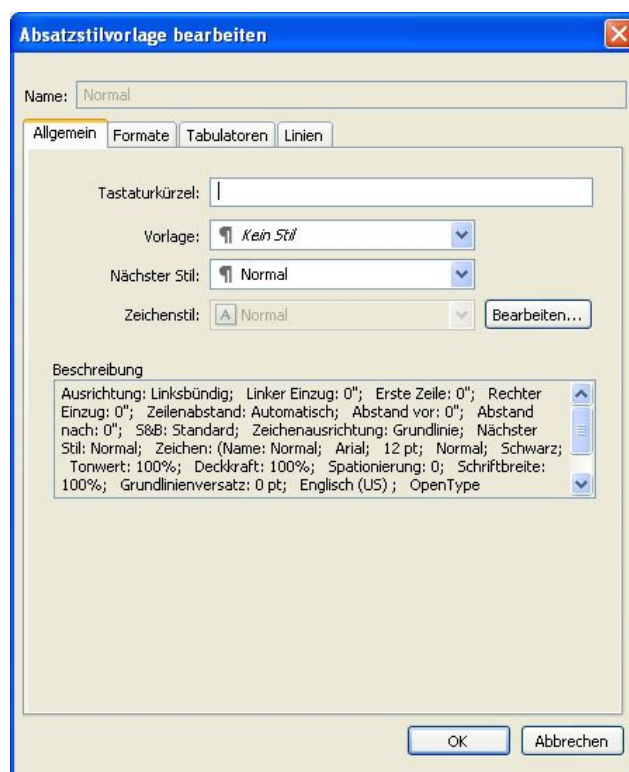 Absatzstilvorlage bearbeiten
Name: Normal
Allgemein Formate Tabulatoren Linien
Tastaturkürzel:
Vorlage: ¶ Kein Stil
Nächster Stil: ¶ Normal
Zeichenstil: A Normal Bearbeiten...
Beschreibung
Ausrichtung: Linksbündig; Linker Einzug: 0"; Erste Zeile: 0"; Rechter
Einzug: 0"; Zeilenabstand: Automatisch; Abstand vor: 0"; Abstand
nach: 0"; S&B: Standard; Zeichenausrichtung: Grundlinie; Nächster
Stil: Normal; Zeichen: (Name: Normal; Arial; 12 pt; Normal; Schwarz;
Tonwert: 100%; Deckkraft: 100%; Spationierung: 0; Schriftbreite:
100%; Grundlinienversatz: 0 pt; Englisch (US) ; OpenType
OK Abbrechen